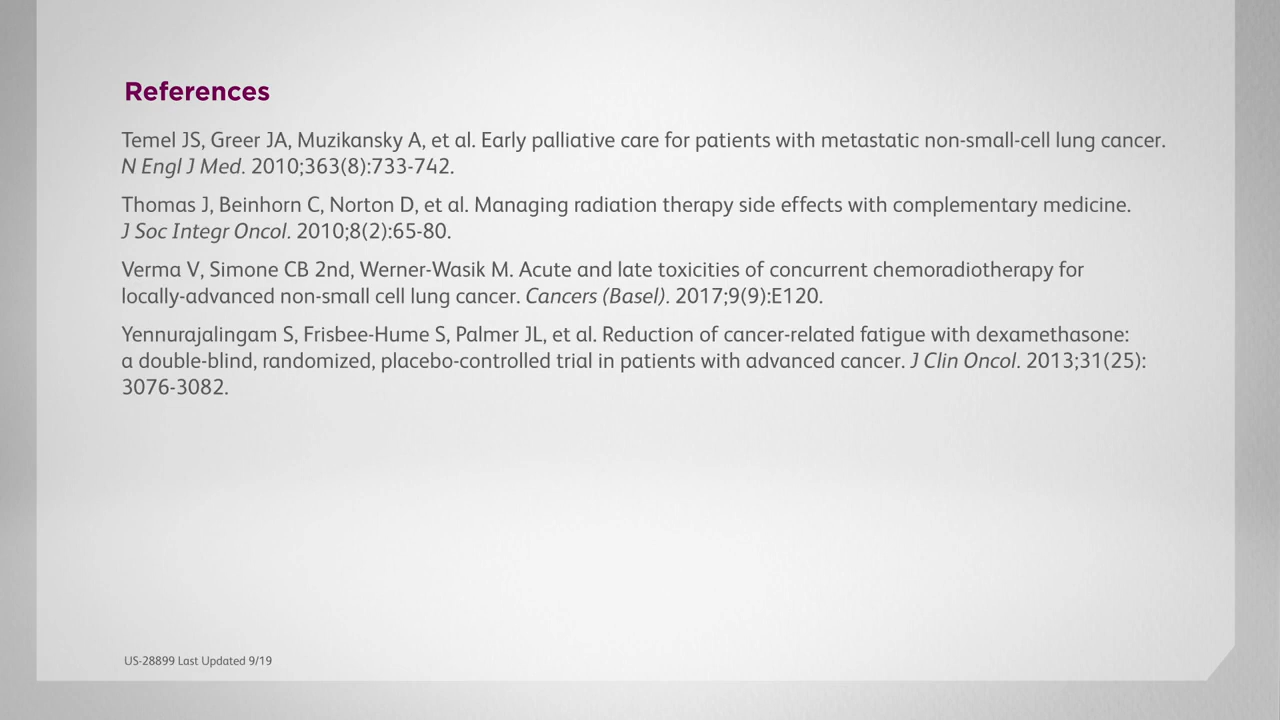 References
Temel JS, Greer JA, Muzikansky A, et al. Early palliative care for patients with metastatic non-small-cell lung cancer.
N Engl J Med. 2010;363(8):733-742.
Thomas J, Beinhorn C, Norton D, et al. Managing radiation therapy side effects with complementary medicine.
J Soc Integr Oncol. 2010;8(2):65-80.
Verma V, Simone CB 2nd, Werner-Wasik M. Acute and late toxicities of concurrent chemoradiotherapy for
locally-advanced non-small cell lung cancer. Cancers (Basel). 2017;9(9):E120.
Yennurajalingam S, Frisbee-Hume S, Palmer JL, et al. Reduction of cancer-related fatigue with dexamethasone:
a double-blind, randomized, placebo-controlled trial in patients with advanced cancer. J Clin Oncol. 2013;31(25):
3076-3082.
US-28899 Last Updated 9/19